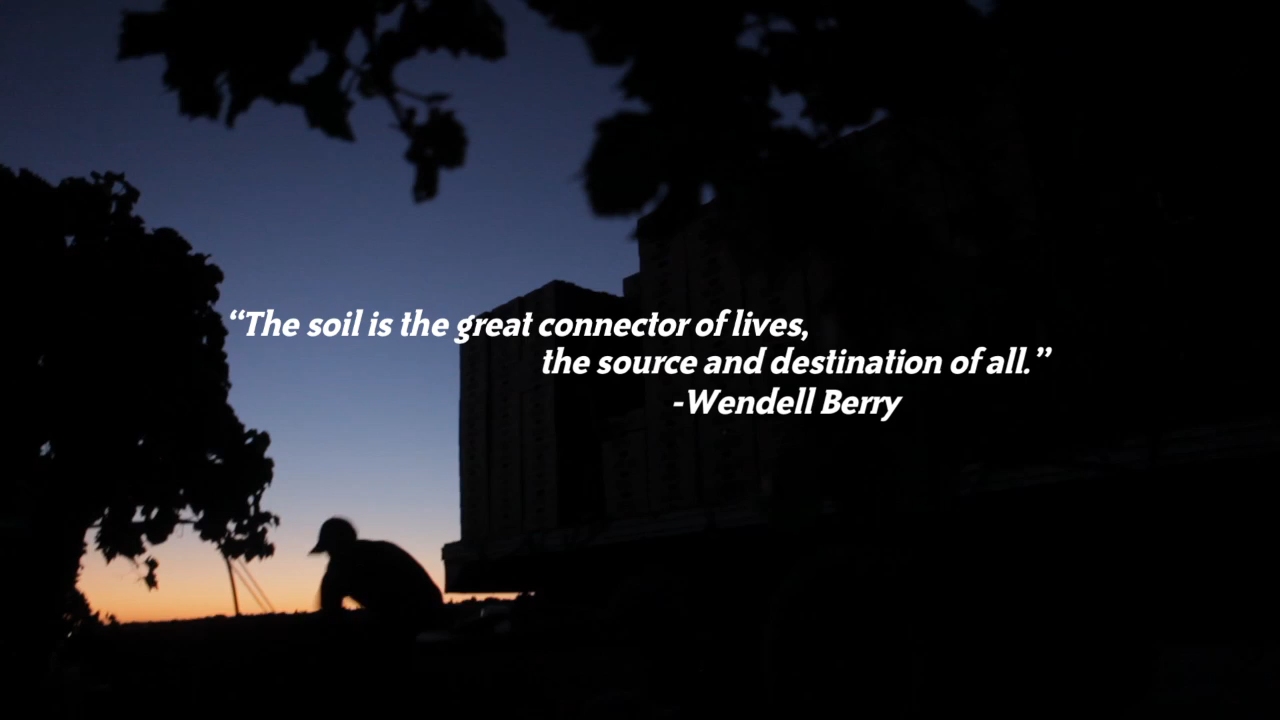 “The soil is the great connector of lives,
the source and destination of all.”
-Wendell Berry